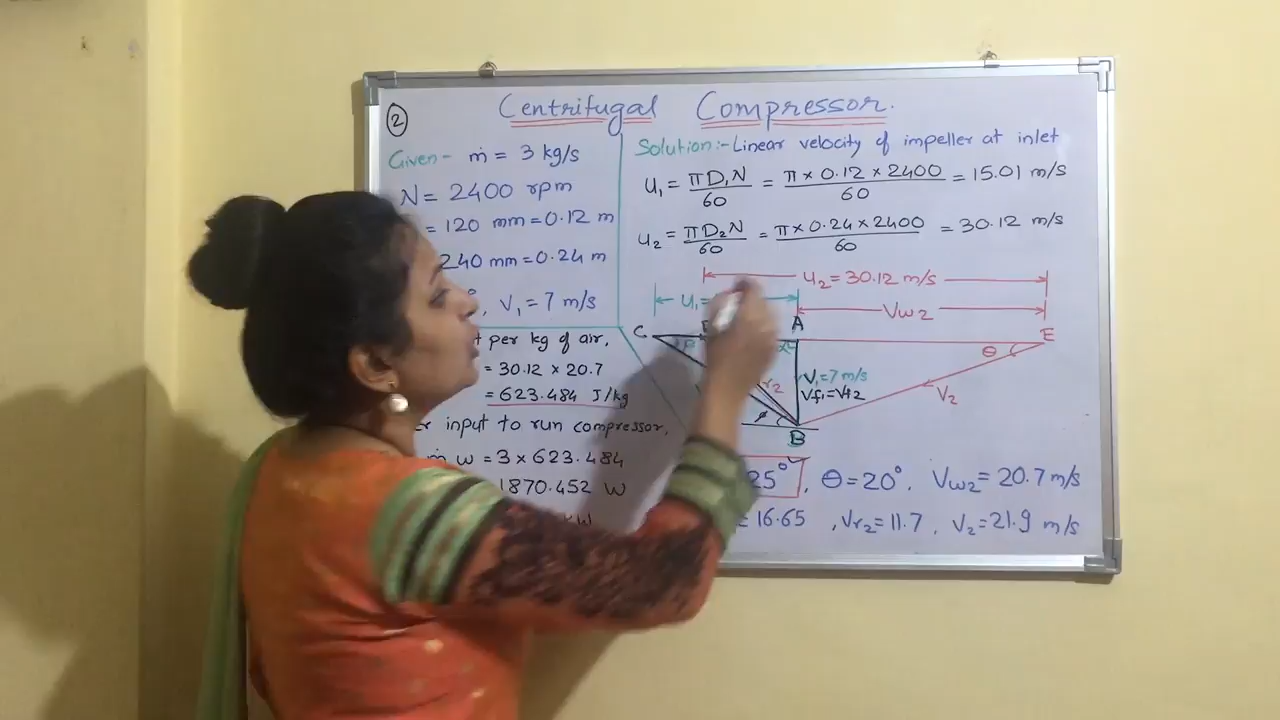 2
Centrifugal Compressor.
Given- ṁ = 3 kg/s
N = 2400 rpm
= 120 mm = 0.12 m
240 mm = 0.24 m
°, V₁ = 7 m/s
per kg of air,
= 30.12 × 20.7
= 623.484 J/kg
input to run compressor,
ṁ w = 3 × 623.484
1870.452 W
kW
Solution:- Linear velocity of impeller at inlet
U₁ = πD₁N/60 = π × 0.12 × 2400/60 = 15.01 m/s
u₂ = πD₂N/60 = π × 0.24 × 2400/60 = 30.12 m/s
u₂ = 30.12 m/s
U₁ =
Vw₂
C A E
θ
V₁ = 7 m/s
Vf₁ = Vf₂
r₂
V₂
ϕ
B
25°, θ = 20°, Vw₂ = 20.7 m/s
= 16.65, Vr₂ = 11.7, V₂ = 21.9 m/s